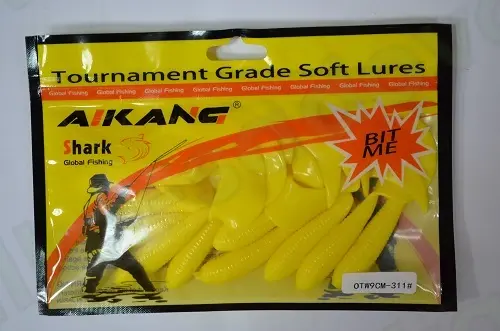 Tournament Grade Soft Lures
Global Fishing Global Fishing Global Fishing Global Fishing Global Fishing Global Fishing Global Fishing Global Fishing
AIKANG®
Shark
Global Fishing
BIT
ME
OTW9CM-311#